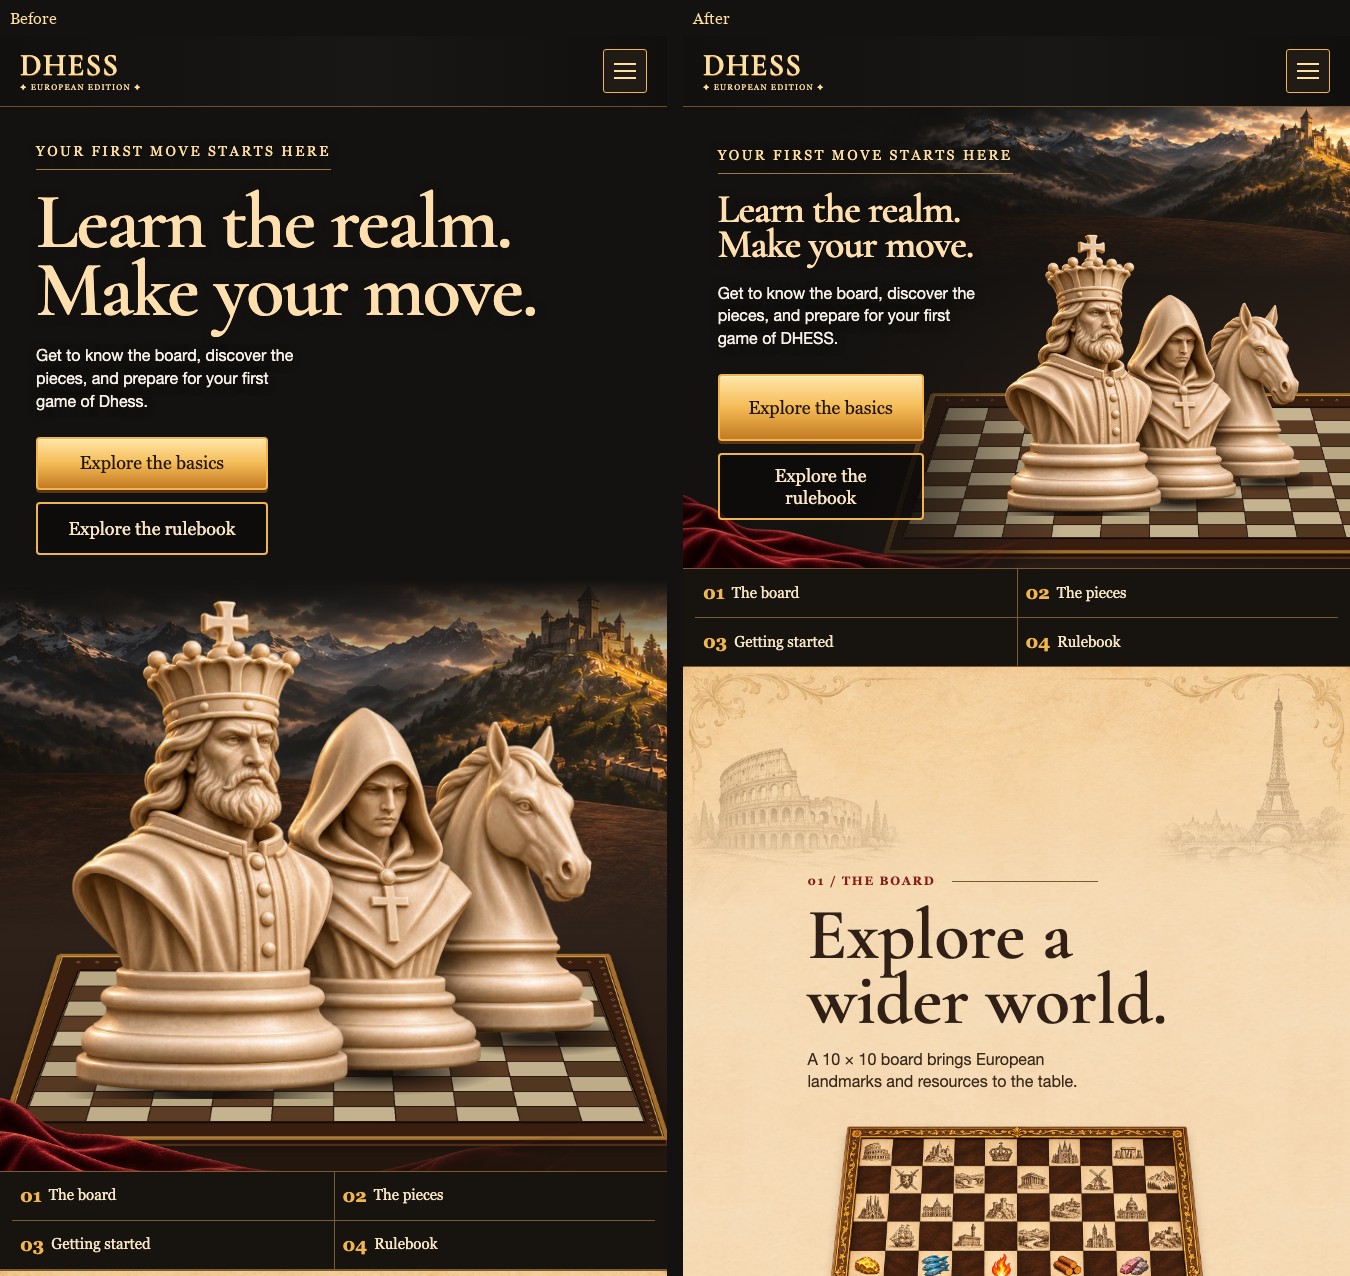 Before
DHESS
✦ EUROPEAN EDITION ✦
YOUR FIRST MOVE STARTS HERE
Learn the realm.
Make your move.
Get to know the board, discover the
pieces, and prepare for your first
game of Dhess.
Explore the basics
Explore the rulebook
01 The board
02 The pieces
03 Getting started
04 Rulebook
After
DHESS
✦ EUROPEAN EDITION ✦
YOUR FIRST MOVE STARTS HERE
Learn the realm.
Make your move.
Get to know the board, discover the
pieces, and prepare for your first
game of DHESS.
Explore the basics
Explore the
rulebook
01 The board
02 The pieces
03 Getting started
04 Rulebook
01 / THE BOARD
Explore a
wider world.
A 10 × 10 board brings European
landmarks and resources to the table.